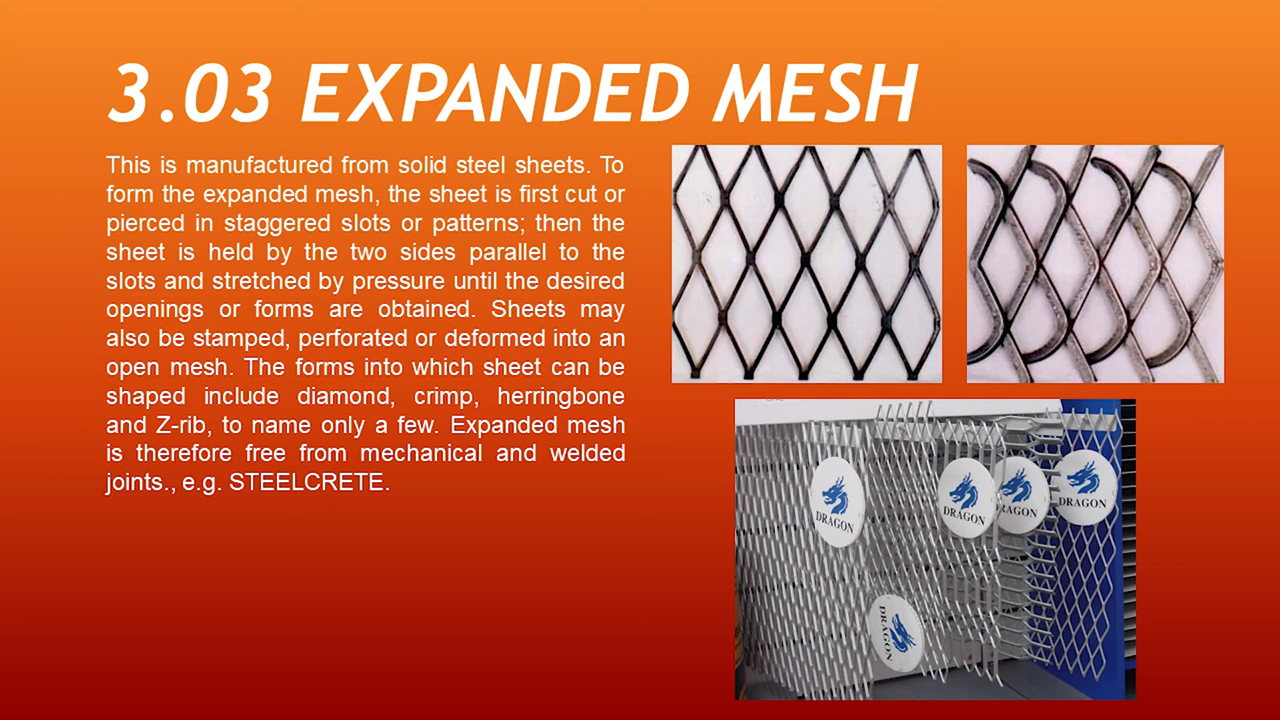 3.03 EXPANDED MESH
This is manufactured from solid steel sheets. To
form the expanded mesh, the sheet is first cut or
pierced in staggered slots or patterns; then the
sheet is held by the two sides parallel to the
slots and stretched by pressure until the desired
openings or forms are obtained. Sheets may
also be stamped, perforated or deformed into an
open mesh. The forms into which sheet can be
shaped include diamond, crimp, herringbone
and Z-rib, to name only a few. Expanded mesh
is therefore free from mechanical and welded
joints., e.g. STEELCRETE.
DRAGON
DRAGON
DRAGON
DRAGON
DRAGON